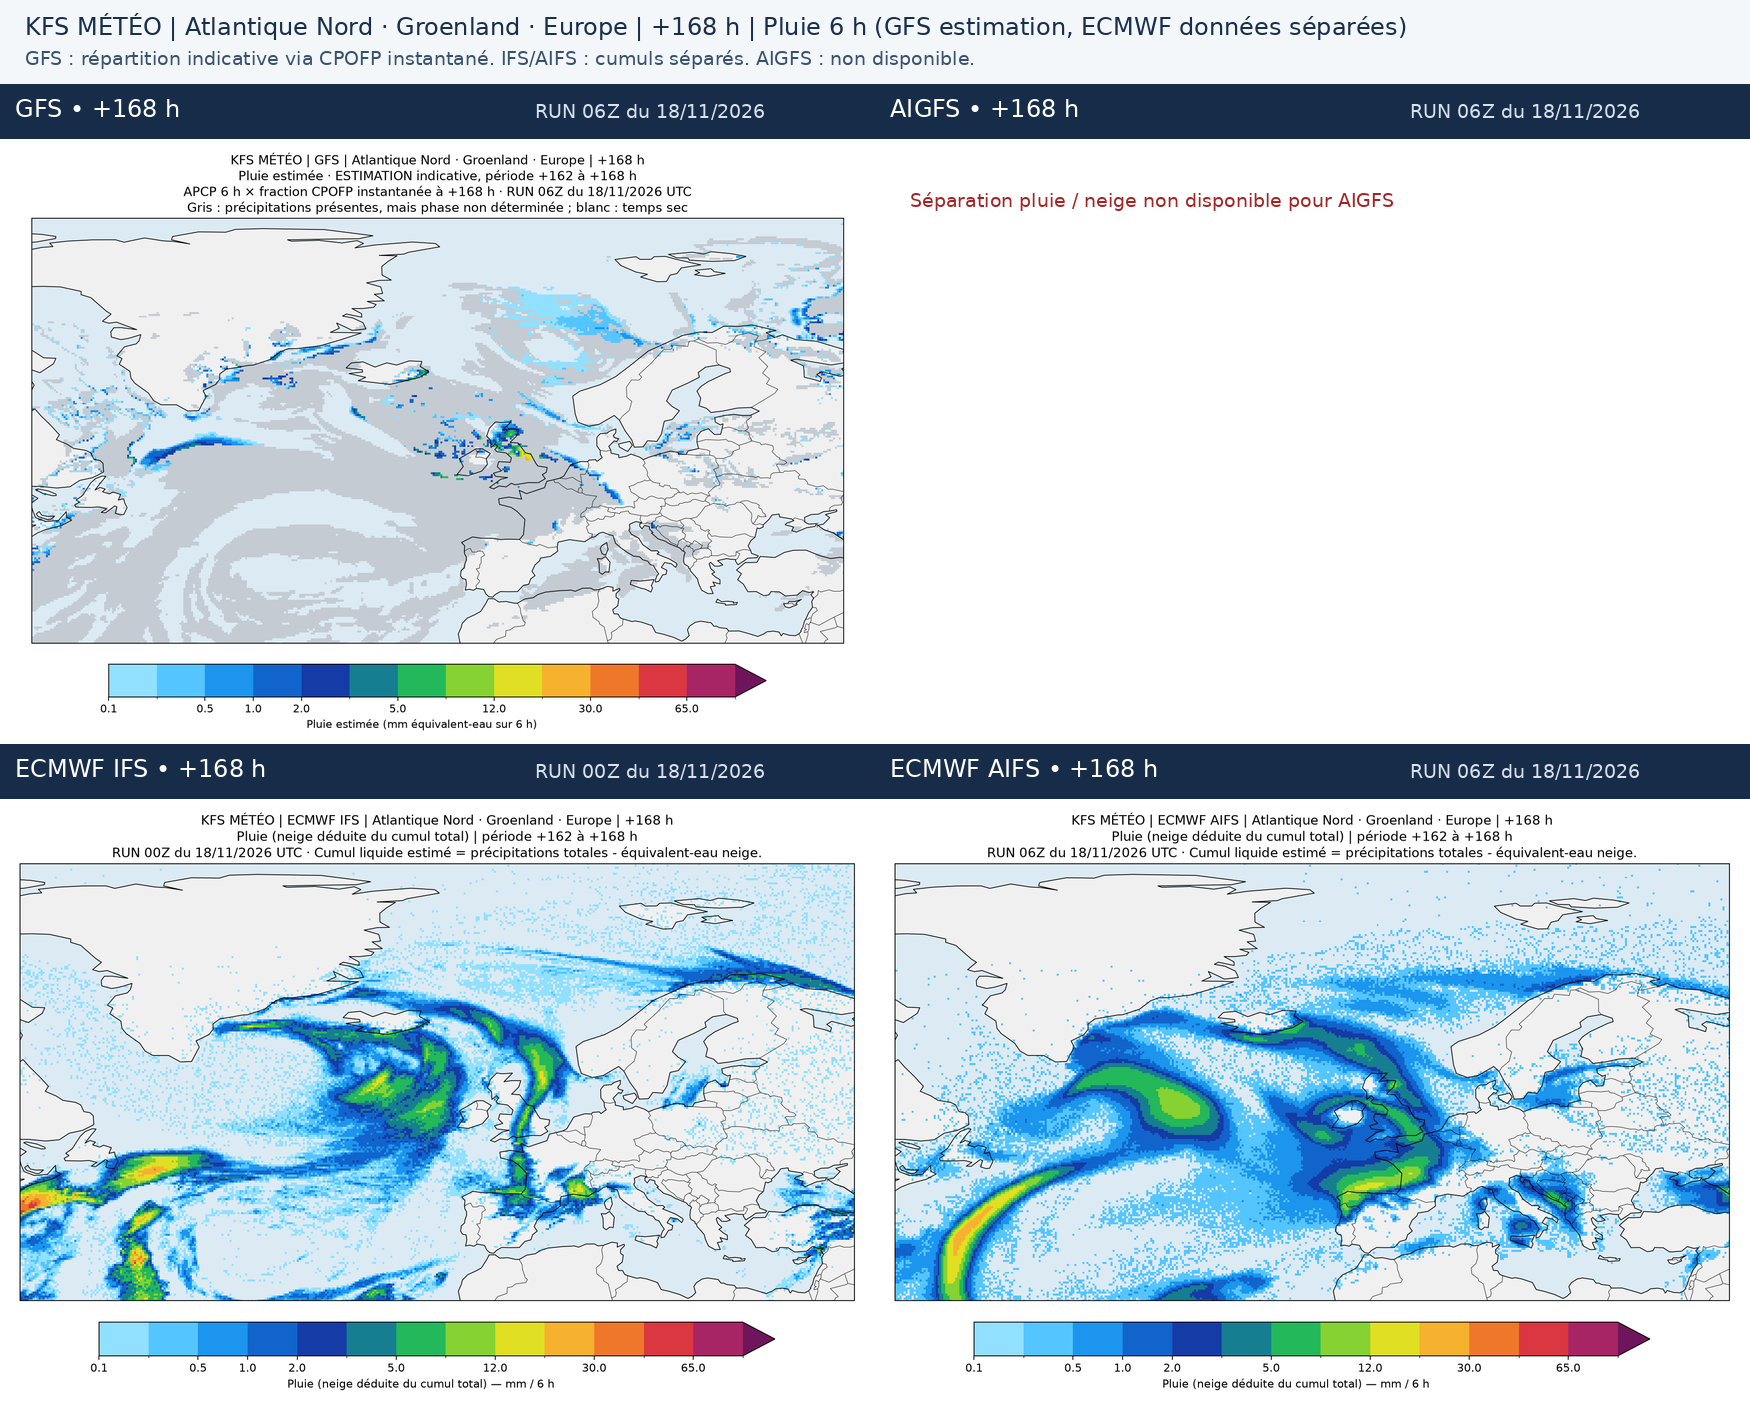 KFS MÉTÉO | Atlantique Nord · Groenland · Europe | +168 h | Pluie 6 h (GFS estimation, ECMWF données séparées)
GFS : répartition indicative via CPOFP instantané. IFS/AIFS : cumuls séparés. AIGFS : non disponible.
GFS • +168 h
RUN 06Z du 18/11/2026
AIGFS • +168 h
RUN 06Z du 18/11/2026
KFS MÉTÉO | GFS | Atlantique Nord · Groenland · Europe | +168 h
Pluie estimée · ESTIMATION indicative, période +162 à +168 h
APCP 6 h × fraction CPOFP instantanée à +168 h · RUN 06Z du 18/11/2026 UTC
Gris : précipitations présentes, mais phase non déterminée ; blanc : temps sec
Séparation pluie / neige non disponible pour AIGFS
0.1 0.5 1.0 2.0 5.0 12.0 30.0 65.0
Pluie estimée (mm équivalent-eau sur 6 h)
ECMWF IFS • +168 h
RUN 00Z du 18/11/2026
ECMWF AIFS • +168 h
RUN 06Z du 18/11/2026
KFS MÉTÉO | ECMWF IFS | Atlantique Nord · Groenland · Europe | +168 h
Pluie (neige déduite du cumul total) | période +162 à +168 h
RUN 00Z du 18/11/2026 UTC · Cumul liquide estimé = précipitations totales - équivalent-eau neige.
KFS MÉTÉO | ECMWF AIFS | Atlantique Nord · Groenland · Europe | +168 h
Pluie (neige déduite du cumul total) | période +162 à +168 h
RUN 06Z du 18/11/2026 UTC · Cumul liquide estimé = précipitations totales - équivalent-eau neige.
0.1 0.5 1.0 2.0 5.0 12.0 30.0 65.0
Pluie (neige déduite du cumul total) — mm / 6 h
0.1 0.5 1.0 2.0 5.0 12.0 30.0 65.0
Pluie (neige déduite du cumul total) — mm / 6 h